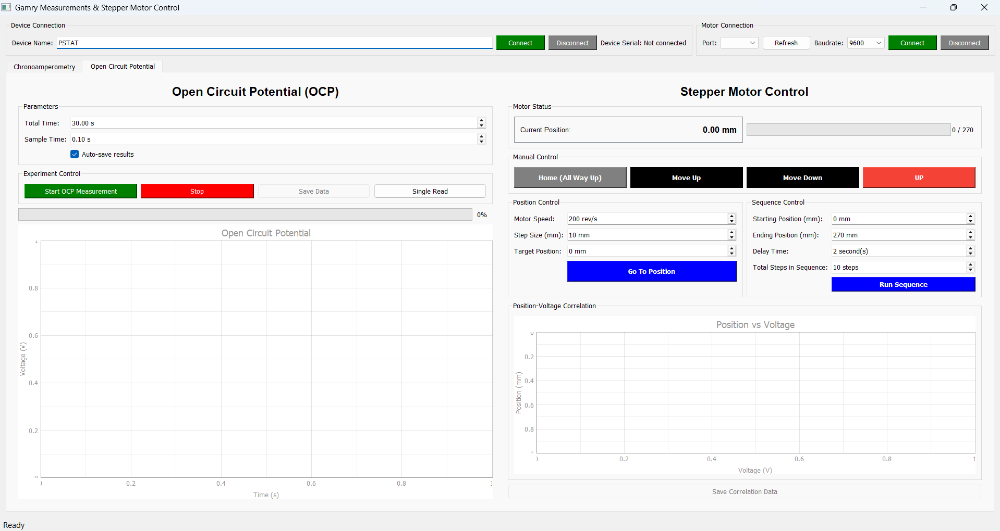 Gamry Measurements & Stepper Motor Control
Device Connection
Device Name: PSTAT Connect Disconnect Device Serial: Not connected
Motor Connection
Port: Refresh Baudrate: 9600 Connect Disconnect
Chronoamperometry Open Circuit Potential
Open Circuit Potential (OCP)
Parameters
Total Time: 30.00 s
Sample Time: 0.10 s
Auto-save results
Experiment Control
Start OCP Measurement Stop Save Data Single Read
0%
Open Circuit Potential
1
0.8
0.6
0.4
0.2
0
Voltage (V)
0.2 0.4 0.6 0.8 1
Time (s)
Stepper Motor Control
Motor Status
Current Position: 0.00 mm 0 / 270
Manual Control
Home (All Way Up) Move Up Move Down UP
Position Control
Motor Speed: 200 rev/s
Step Size (mm): 10 mm
Target Position: 0 mm
Go To Position
Sequence Control
Starting Position (mm): 0 mm
Ending Position (mm): 270 mm
Delay Time: 2 second(s)
Total Steps in Sequence: 10 steps
Run Sequence
Position-Voltage Correlation
Position vs Voltage
0
0.2
0.4
0.6
0.8
1
Position (mm)
0.2 0.4 0.6 0.8 1
Voltage (V)
Save Correlation Data
Ready